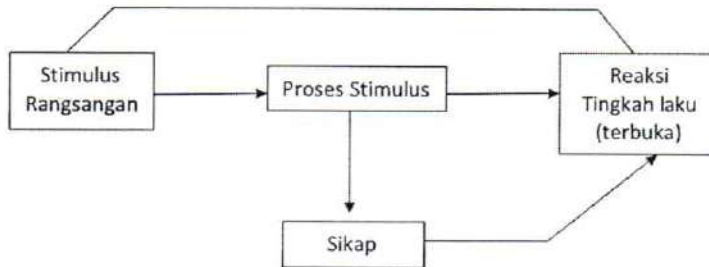 Stimulus
Rangsangan
Proses Stimulus
Reaksi
Tingkah laku
(terbuka)
Sikap